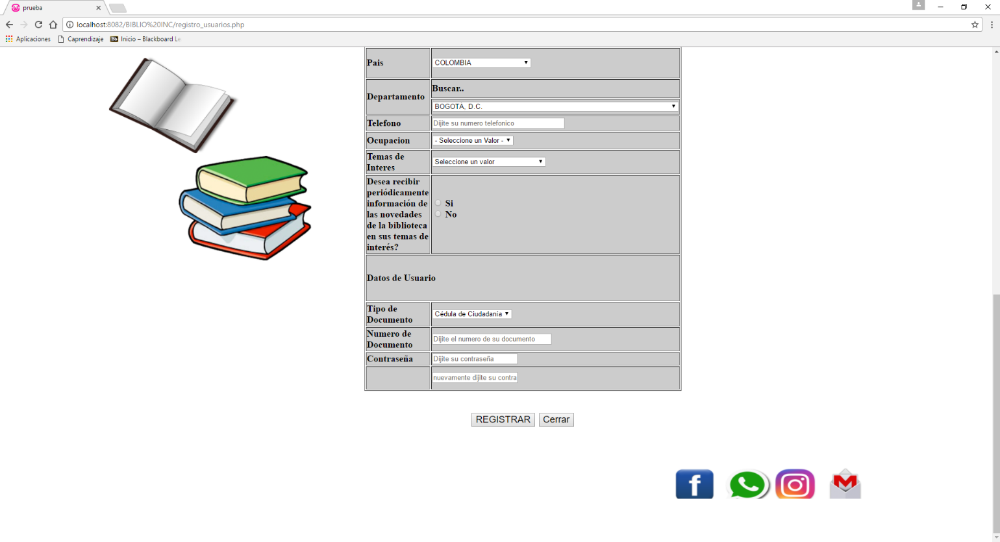 prueba
localhost:8082/BIBLIO%20INC/registro_usuarios.php
Aplicaciones Caprendizaje Bb Inicio – Blackboard Le
Pais COLOMBIA
Departamento
Buscar..
BOGOTÁ, D.C.
Telefono Dijite su numero telefonico
Ocupacion - Seleccione un Valor -
Temas de
Interes
Seleccione un valor
Desea recibir
periódicamente
información de
las novedades
de la biblioteca
en sus temas de
interés?
Si
No
Datos de Usuario
Tipo de
Documento
Cédula de Ciudadanía
Numero de
Documento
Dijite el numero de su documento
Contraseña Dijite su contraseña
nuevamente dijite su contra
REGISTRAR Cerrar
f